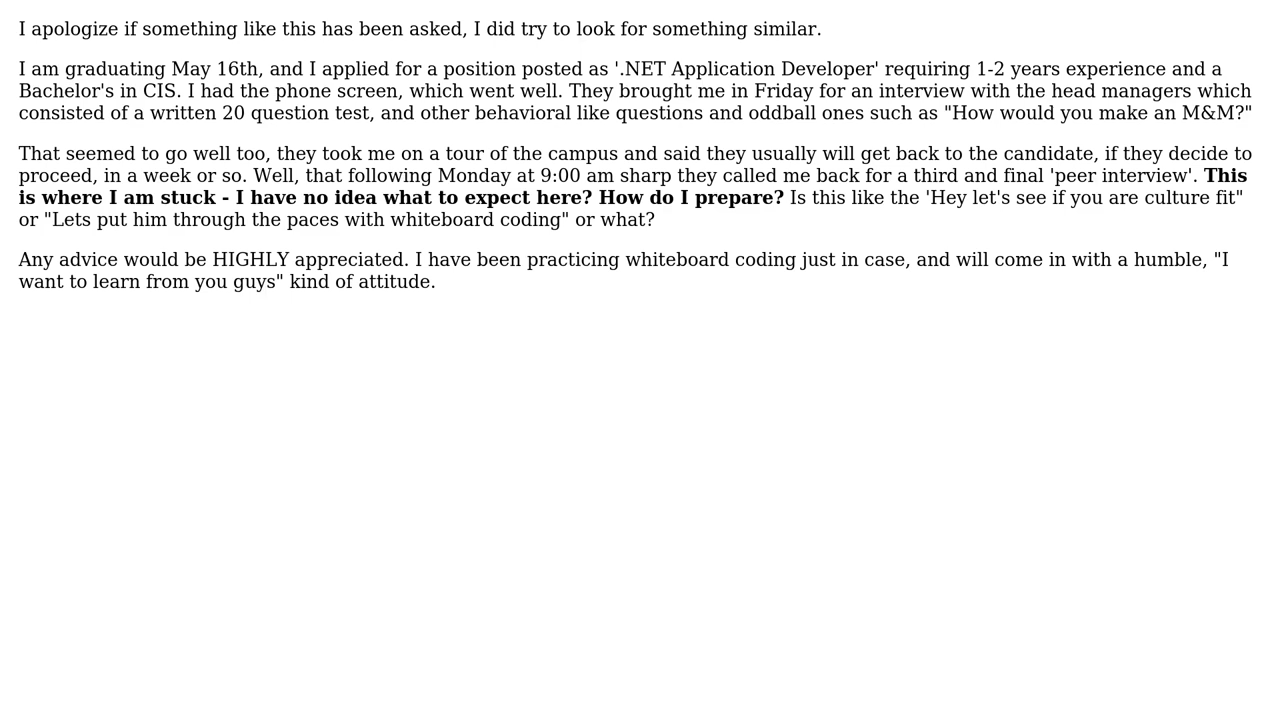 I apologize if something like this has been asked, I did try to look for something similar.
I am graduating May 16th, and I applied for a position posted as '.NET Application Developer' requiring 1-2 years experience and a
Bachelor's in CIS. I had the phone screen, which went well. They brought me in Friday for an interview with the head managers which
consisted of a written 20 question test, and other behavioral like questions and oddball ones such as "How would you make an M&M?"
That seemed to go well too, they took me on a tour of the campus and said they usually will get back to the candidate, if they decide to
proceed, in a week or so. Well, that following Monday at 9:00 am sharp they called me back for a third and final 'peer interview'. This
is where I am stuck - I have no idea what to expect here? How do I prepare? Is this like the 'Hey let's see if you are culture fit"
or "Lets put him through the paces with whiteboard coding" or what?
Any advice would be HIGHLY appreciated. I have been practicing whiteboard coding just in case, and will come in with a humble, "I
want to learn from you guys" kind of attitude.